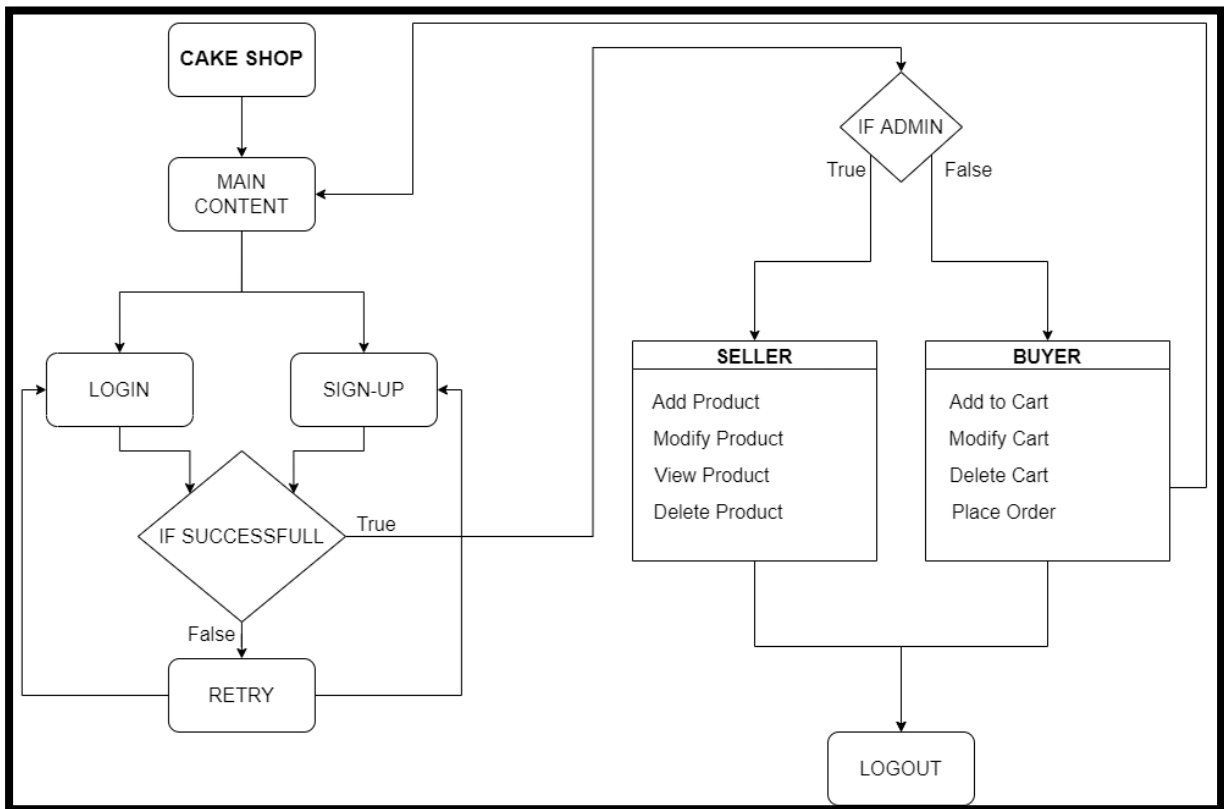 CAKE SHOP
MAIN
CONTENT
LOGIN
SIGN-UP
IF SUCCESSFULL
True
False
RETRY
IF ADMIN
True
False
SELLER
Add Product
Modify Product
View Product
Delete Product
BUYER
Add to Cart
Modify Cart
Delete Cart
Place Order
LOGOUT